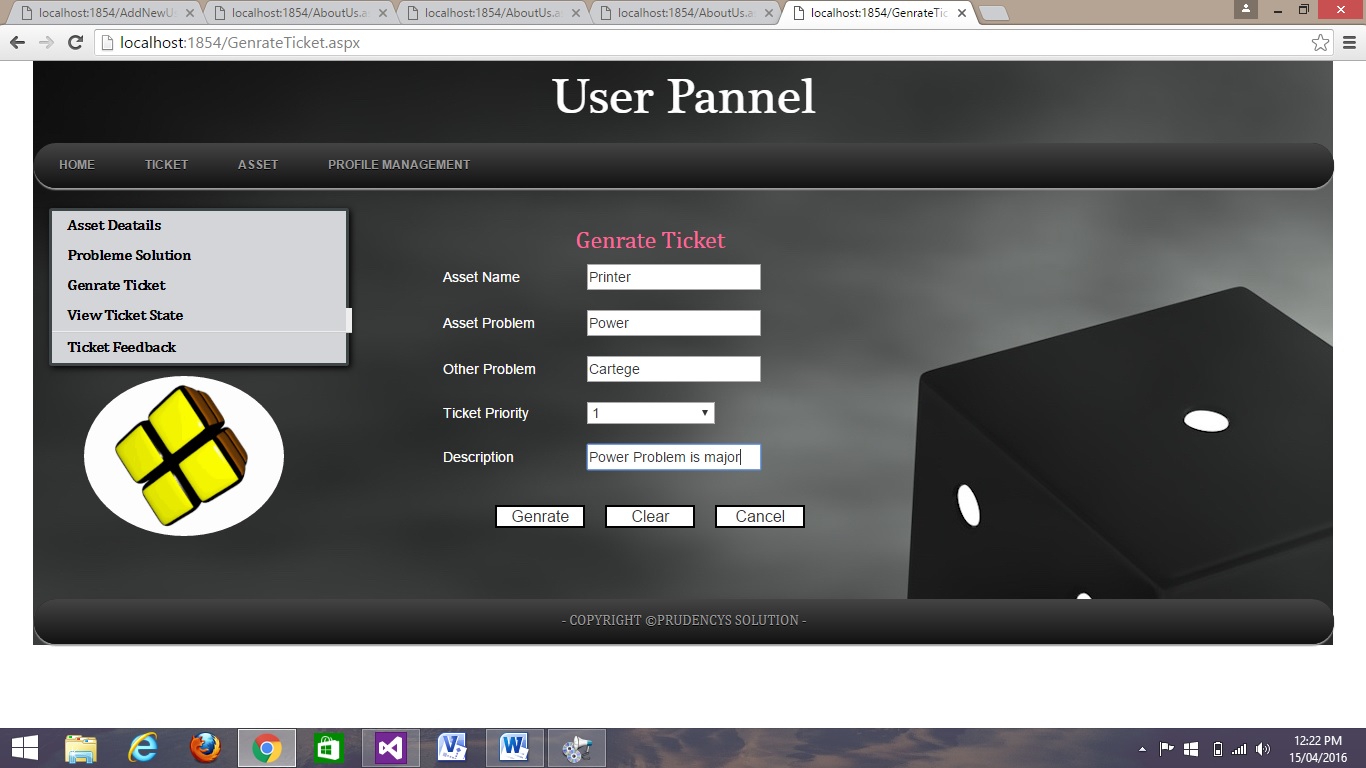 localhost:1854/AddNewU
localhost:1854/AboutUs.a
localhost:1854/AboutUs.a
localhost:1854/AboutUs.a
localhost:1854/GenrateTic
localhost:1854/GenrateTicket.aspx
User Pannel
HOME TICKET ASSET PROFILE MANAGEMENT
Asset Deatails
Probleme Solution
Genrate Ticket
View Ticket State
Ticket Feedback
Genrate Ticket
Asset Name Printer
Asset Problem Power
Other Problem Cartege
Ticket Priority 1
Description Power Problem is major
Genrate Clear Cancel
- COPYRIGHT ©PRUDENCYS SOLUTION -
12:22 PM
15/04/2016